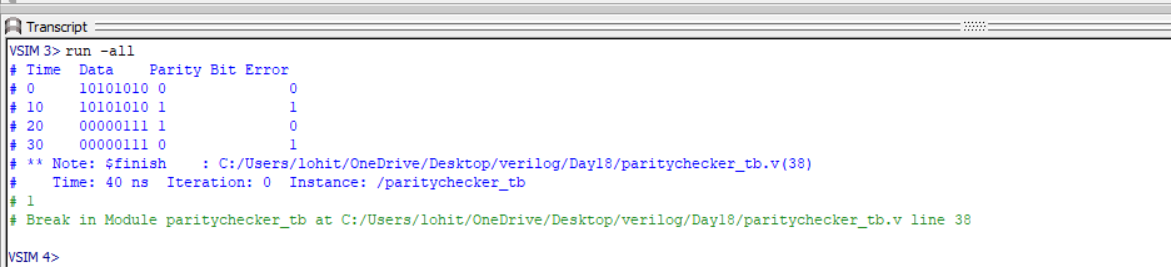 Transcript
VSIM 3> run -all
# Time  Data    Parity Bit Error
# 0     10101010 0               0
# 10    10101010 1               1
# 20    00000111 1               0
# 30    00000111 0               1
# ** Note: $finish    : C:/Users/lohit/OneDrive/Desktop/verilog/Day18/paritychecker_tb.v(38)
#    Time: 40 ns  Iteration: 0  Instance: /paritychecker_tb
# 1
# Break in Module paritychecker_tb at C:/Users/lohit/OneDrive/Desktop/verilog/Day18/paritychecker_tb.v line 38
VSIM 4>